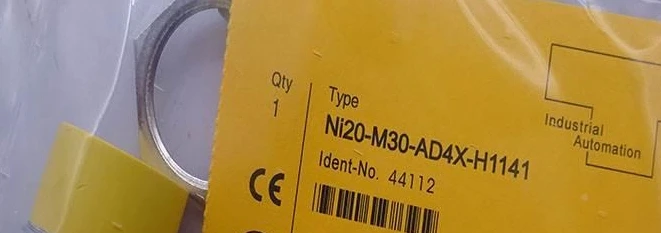 Qty
1
Type
Ni20-M30-AD4X-H1141
Ident-No. 44112
CE
Industrial
Automation